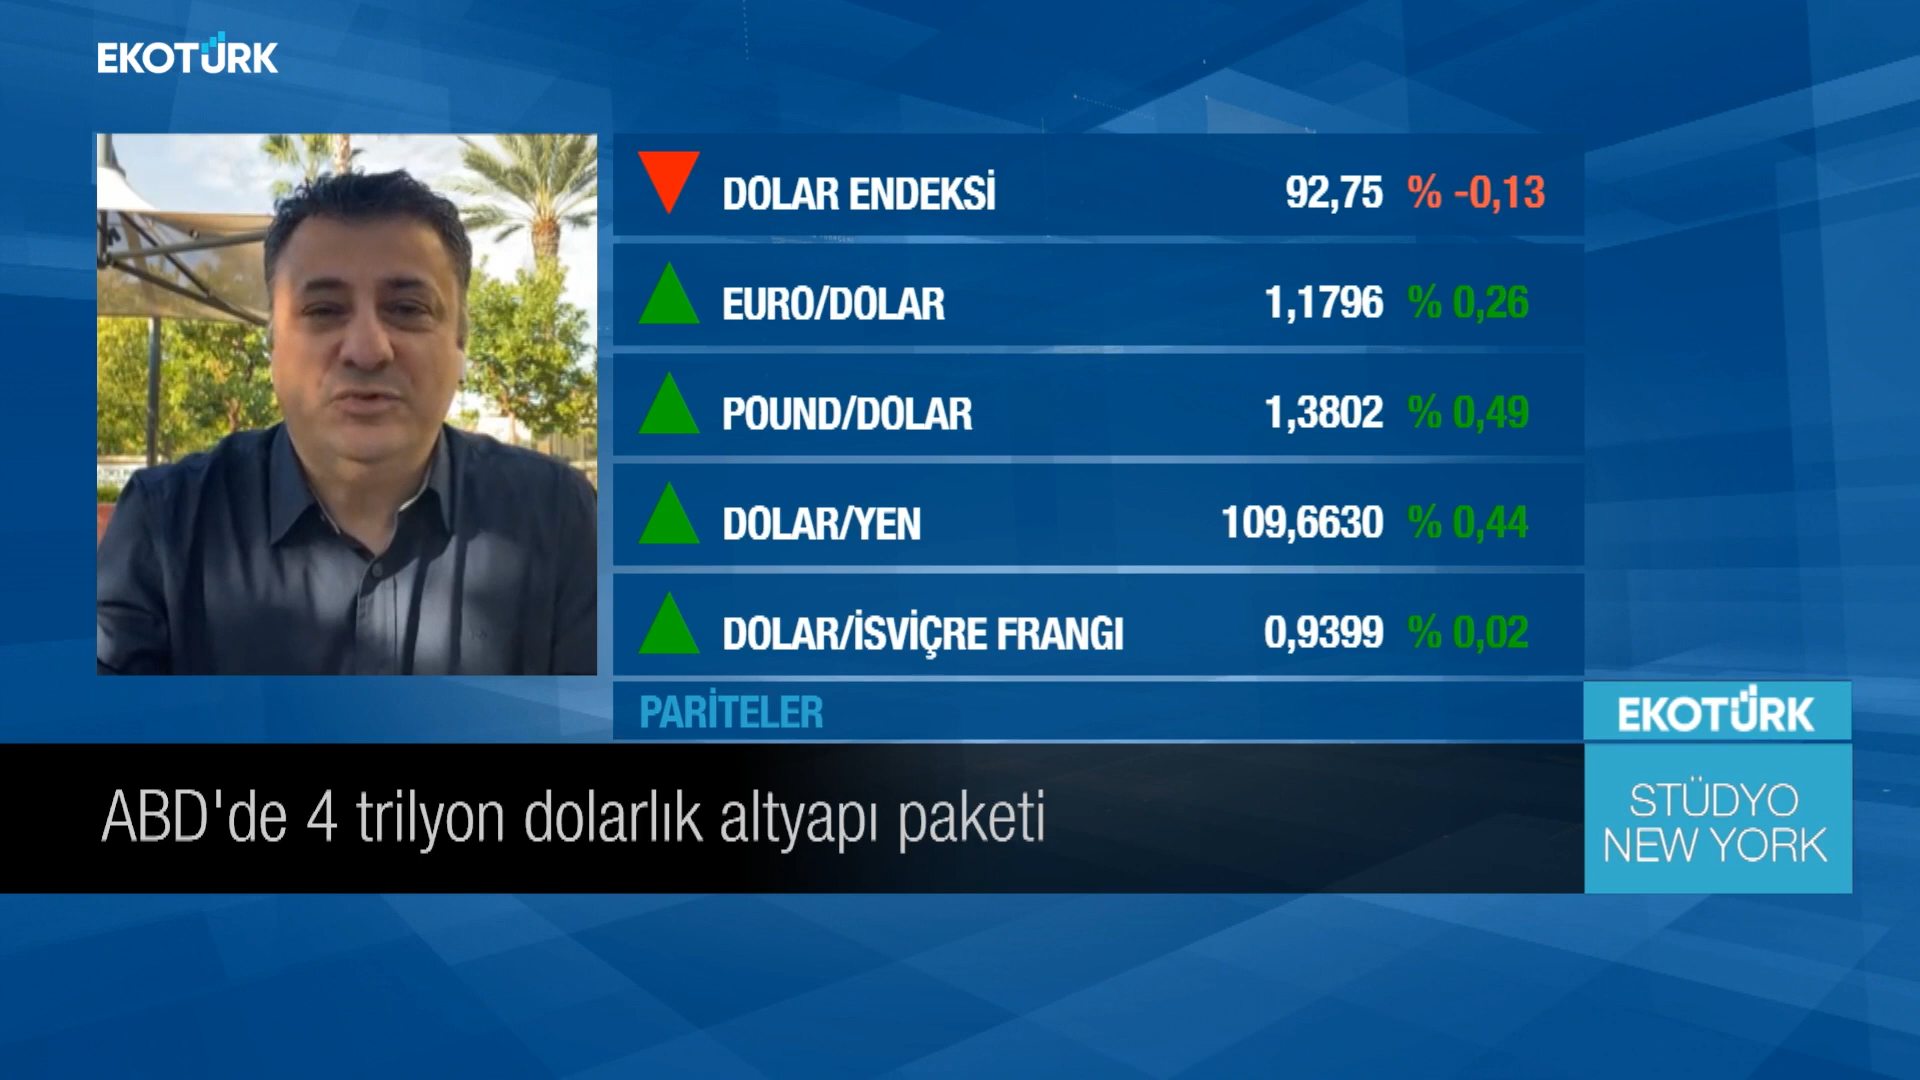 EKOTÜRK
DOLAR ENDEKSİ 92,75 % -0,13
EURO/DOLAR 1,1796 % 0,26
POUND/DOLAR 1,3802 % 0,49
DOLAR/YEN 109,6630 % 0,44
DOLAR/İSVİÇRE FRANGI 0,9399 % 0,02
PARİTELER
EKOTÜRK
ABD'de 4 trilyon dolarlık altyapı paketi
STÜDYO
NEW YORK